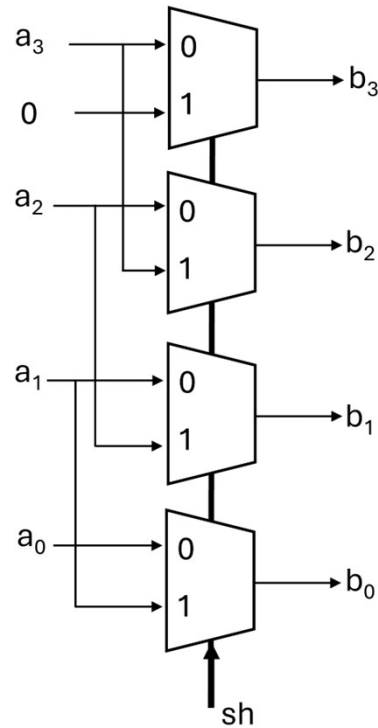 a₃ 0 b₃
0 1
a₂ 0 b₂
1
a₁ 0 b₁
1
a₀ 0 b₀
1
sh